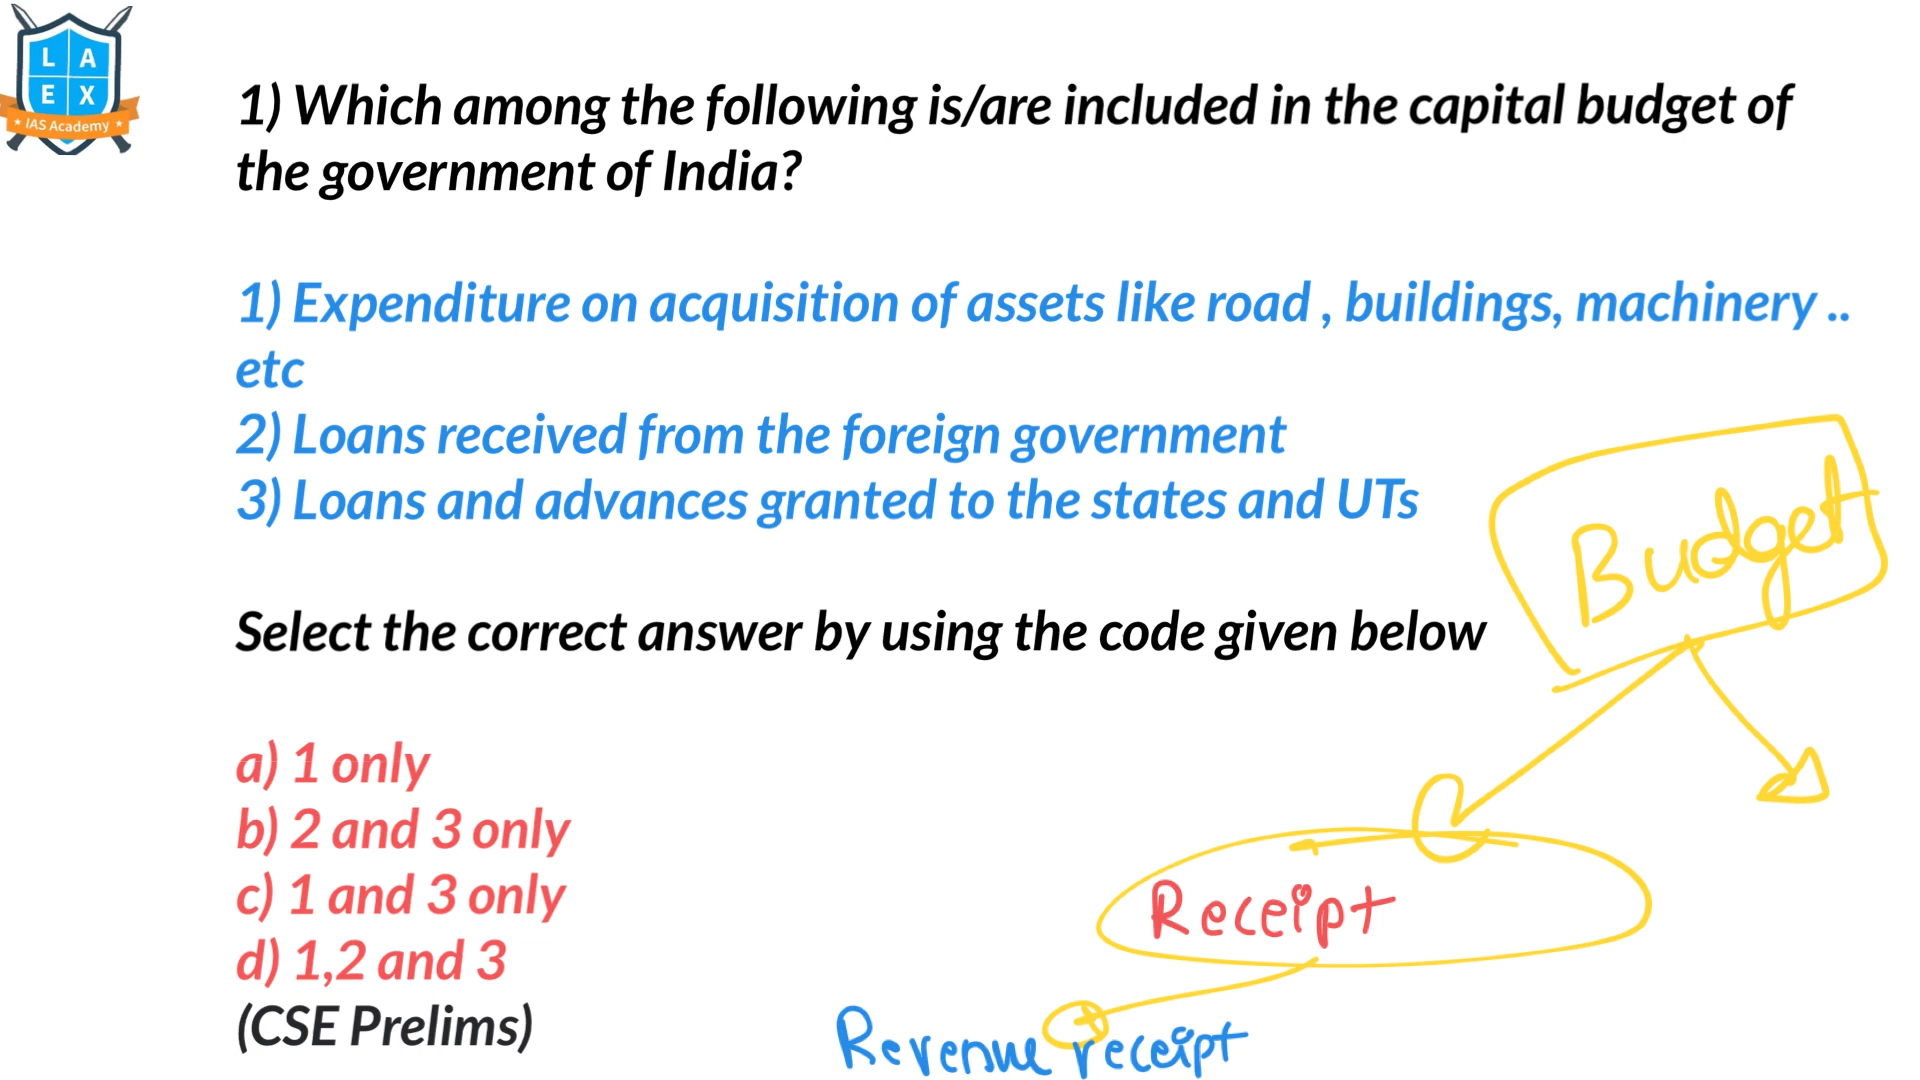 L A
E X
★ IAS Academy ★
1) Which among the following is/are included in the capital budget of
the government of India?
1) Expenditure on acquisition of assets like road , buildings, machinery ..
etc
2) Loans received from the foreign government
3) Loans and advances granted to the states and UTs
Budget
Select the correct answer by using the code given below
a) 1 only
b) 2 and 3 only
c) 1 and 3 only
Receipt
d) 1,2 and 3
(CSE Prelims)
Revenue receipt